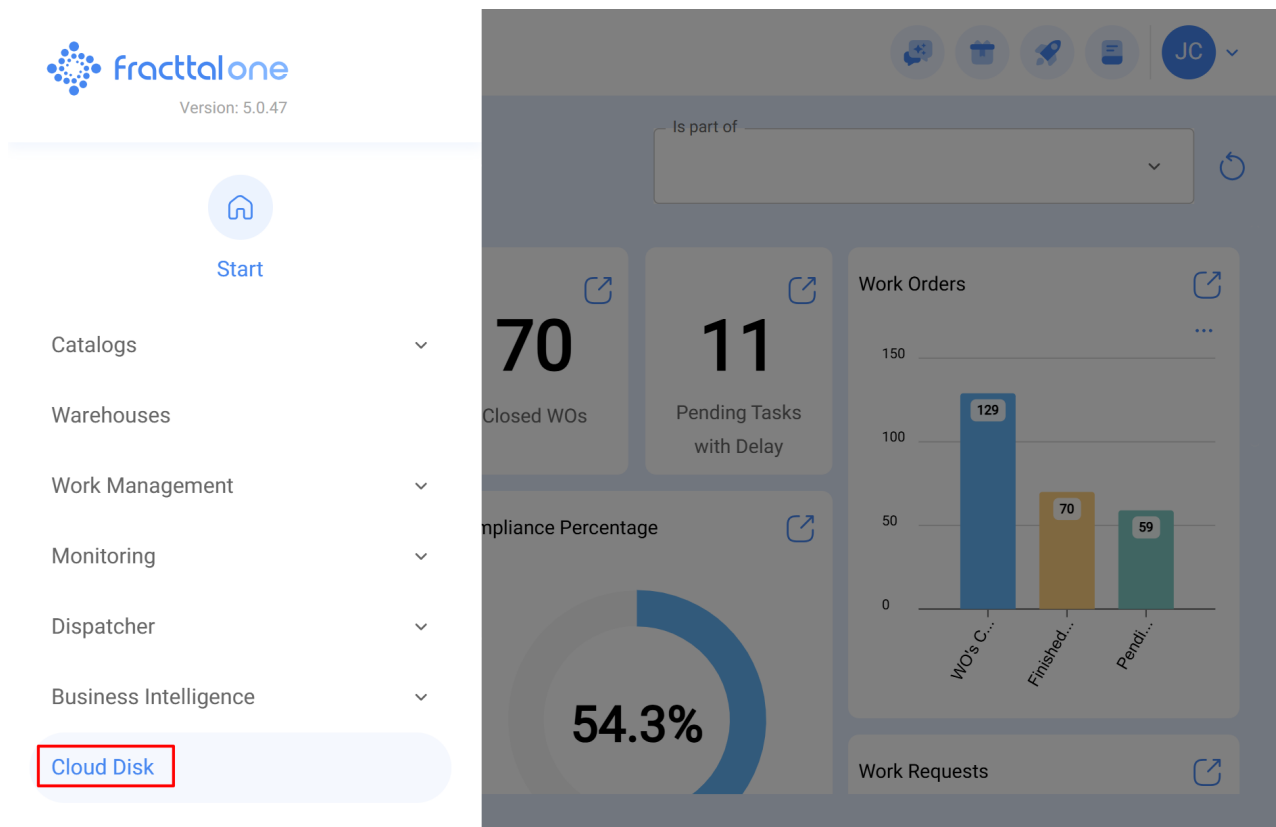 fracttal one
Version: 5.0.47
JC
Is part of
Start
Catalogs
Warehouses
Work Management
Monitoring
Dispatcher
Business Intelligence
Cloud Disk
70
Closed WOs
11
Pending Tasks
with Delay
Work Orders
...
150
100
50
0
129
70
59
WO's C...
Finished...
Pendi...
mpliance Percentage
54.3%
Work Requests